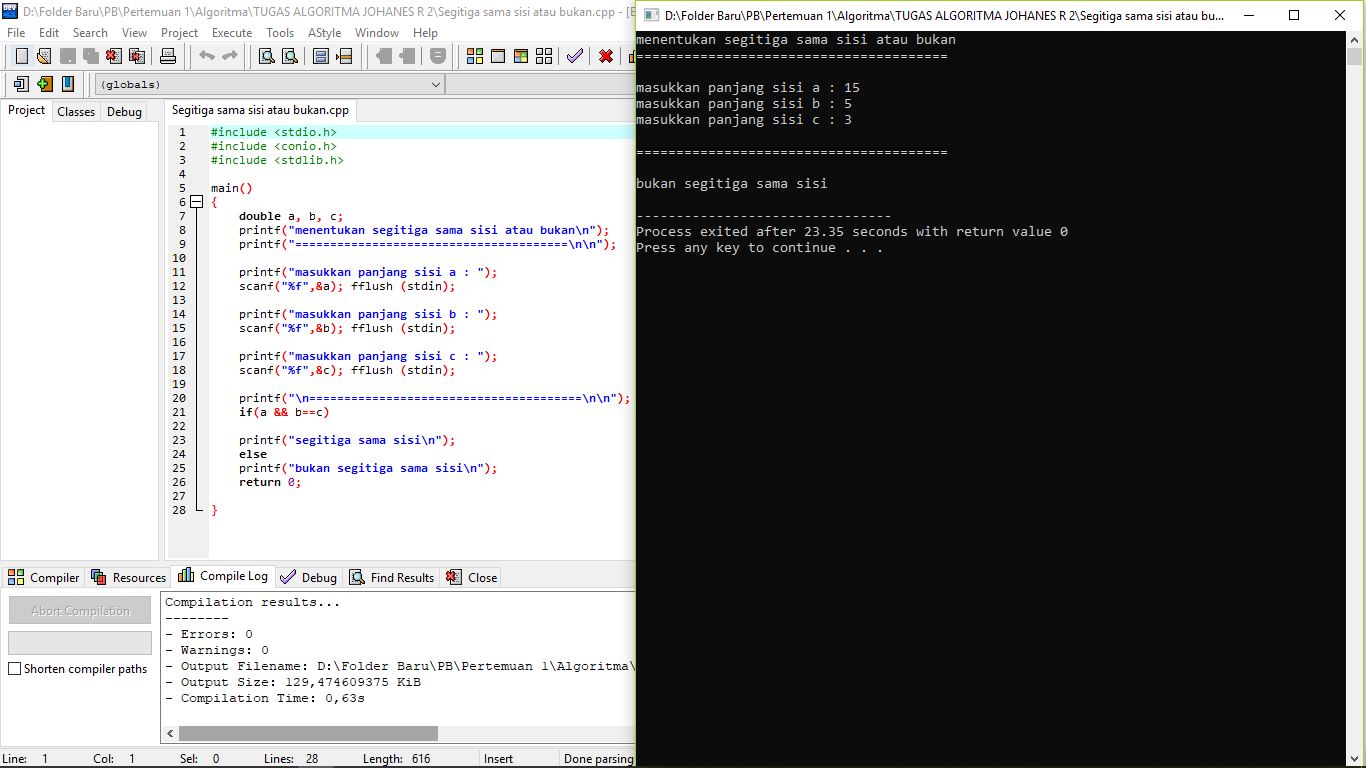 D:\Folder Baru\PB\Pertemuan 1\Algoritma\TUGAS ALGORITMA JOHANES R 2\Segitiga sama sisi atau bukan.cpp - [E
File Edit Search View Project Execute Tools AStyle Window Help
(globals)
Project Classes Debug
Segitiga sama sisi atau bukan.cpp
1 #include <stdio.h>
2 #include <conio.h>
3 #include <stdlib.h>
4
5 main()
6 {
7 double a, b, c;
8 printf("menentukan segitiga sama sisi atau bukan\n");
9 printf("=======================================\n\n");
10
11 printf("masukkan panjang sisi a : ");
12 scanf("%f",&a); fflush (stdin);
13
14 printf("masukkan panjang sisi b : ");
15 scanf("%f",&b); fflush (stdin);
16
17 printf("masukkan panjang sisi c : ");
18 scanf("%f",&c); fflush (stdin);
19
20 printf("\n=======================================\n\n");
21 if(a && b==c)
22
23 printf("segitiga sama sisi\n");
24 else
25 printf("bukan segitiga sama sisi\n");
26 return 0;
27
28 }
Compiler Resources Compile Log Debug Find Results Close
Abort Compilation
Shorten compiler paths
Compilation results...
--------
- Errors: 0
- Warnings: 0
- Output Filename: D:\Folder Baru\PB\Pertemuan 1\Algoritma\
- Output Size: 129,474609375 KiB
- Compilation Time: 0,63s
Line: 1 Col: 1 Sel: 0 Lines: 28 Length: 616 Insert Done parsing
D:\Folder Baru\PB\Pertemuan 1\Algoritma\TUGAS ALGORITMA JOHANES R 2\Segitiga sama sisi atau bu...
menentukan segitiga sama sisi atau bukan
=======================================
masukkan panjang sisi a : 15
masukkan panjang sisi b : 5
masukkan panjang sisi c : 3
=======================================
bukan segitiga sama sisi
--------------------------------
Process exited after 23.35 seconds with return value 0
Press any key to continue . . .